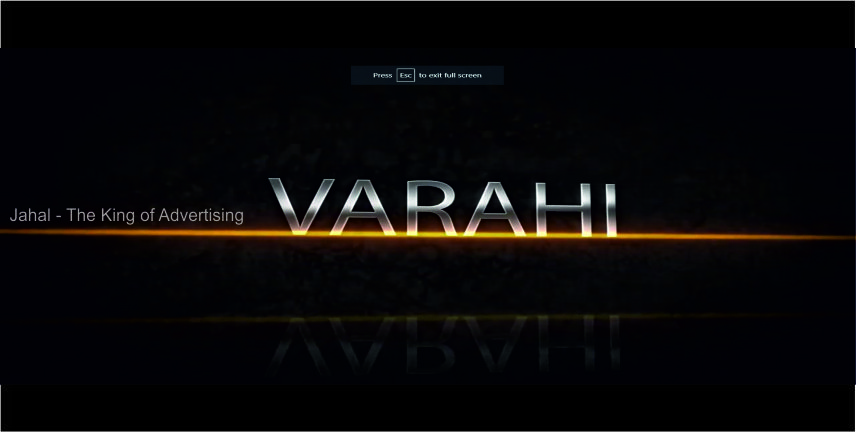 Press Esc to exit full screen
VARAHI
Jahal - The King of Advertising